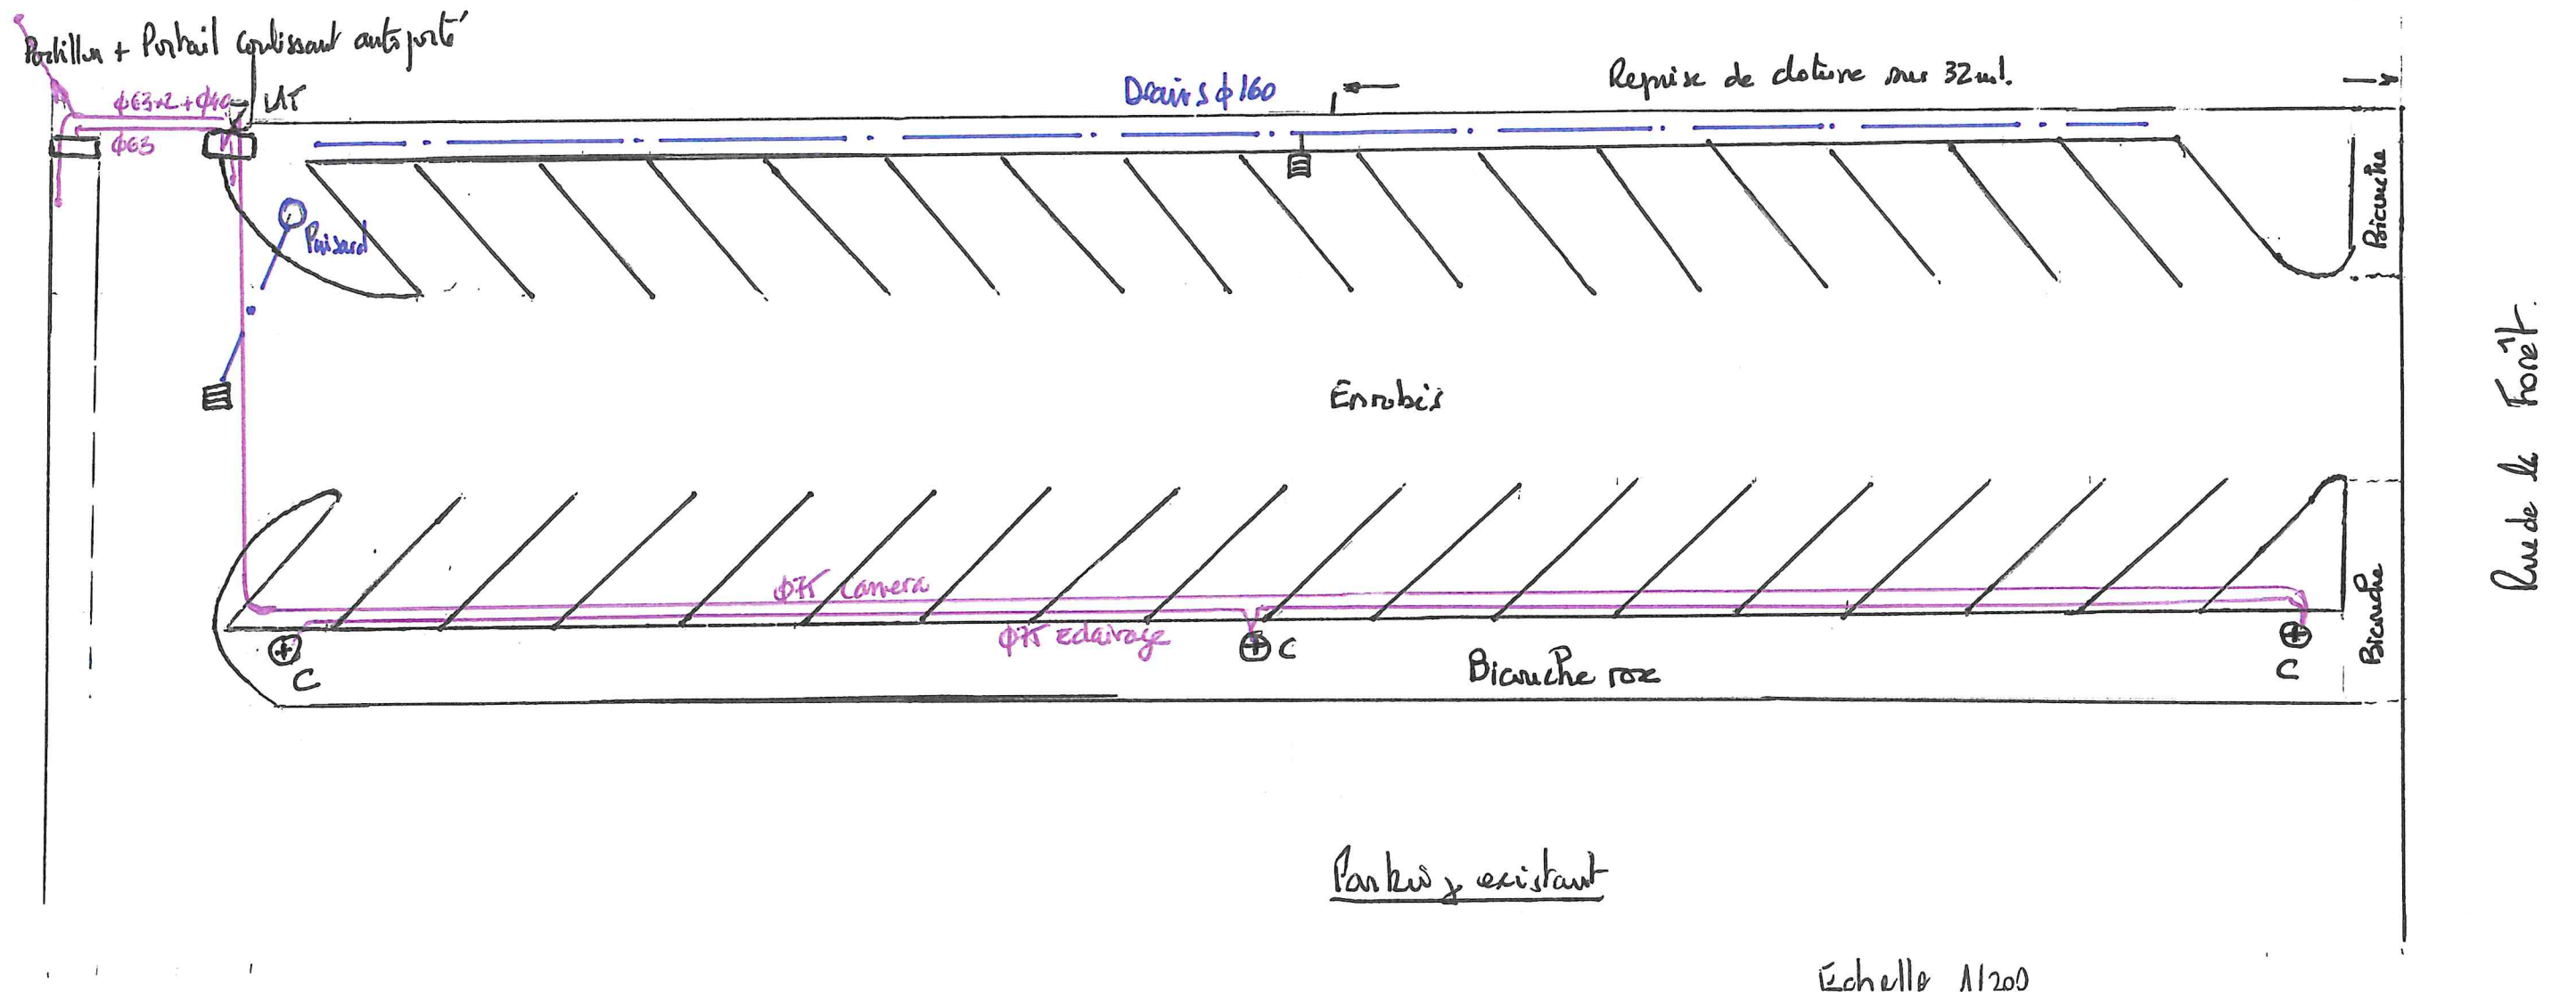 Portillon + Portail coulissant autoporté
Φ63x2 + Φ40
LAT
Φ63
Drains Φ160
Reprise de cloture sur 32ml.
Puisard
Bicouche
Enrobés
Rue de la Forêt.
Φ75 Camera
Φ75 eclairage
C
C
C
Bicouche rose
Bicouche
Parking existant
Echelle 1/200